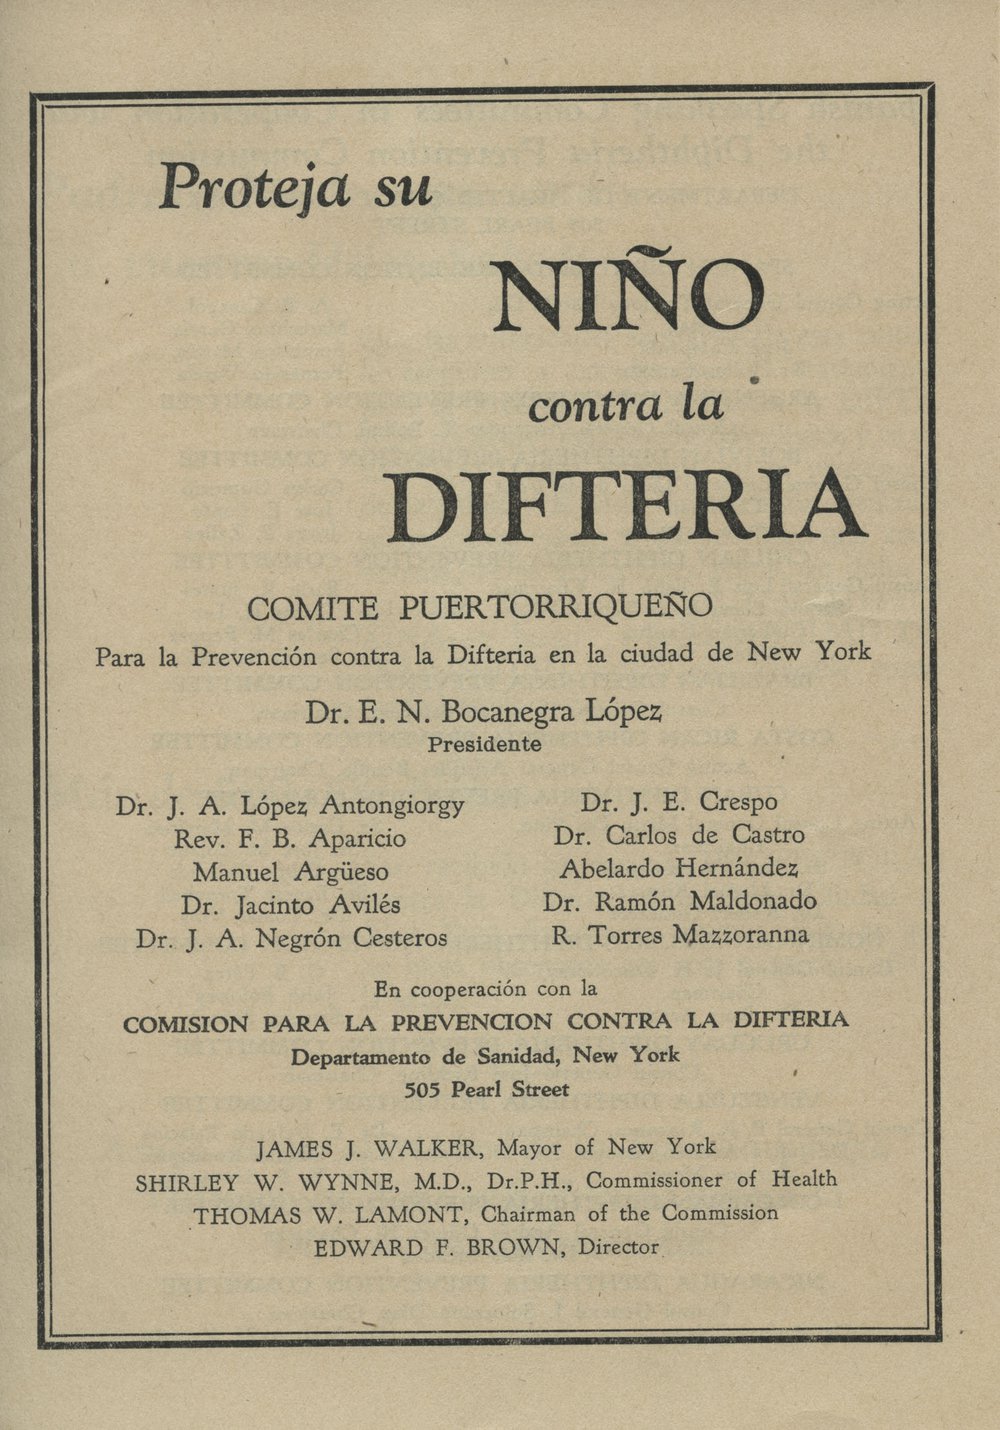 Proteja su
NIÑO
contra la
DIFTERIA
COMITE PUERTORRIQUEÑO
Para la Prevención contra la Difteria en la ciudad de New York
Dr. E. N. Bocanegra López
Presidente
Dr. J. A. López Antongiorgy
Rev. F. B. Aparicio
Manuel Argüeso
Dr. Jacinto Avilés
Dr. J. A. Negrón Cesteros
Dr. J. E. Crespo
Dr. Carlos de Castro
Abelardo Hernández
Dr. Ramón Maldonado
R. Torres Mazzoranna
En cooperación con la
COMISION PARA LA PREVENCION CONTRA LA DIFTERIA
Departamento de Sanidad, New York
505 Pearl Street
JAMES J. WALKER, Mayor of New York
SHIRLEY W. WYNNE, M.D., Dr.P.H., Commissioner of Health
THOMAS W. LAMONT, Chairman of the Commission
EDWARD F. BROWN, Director